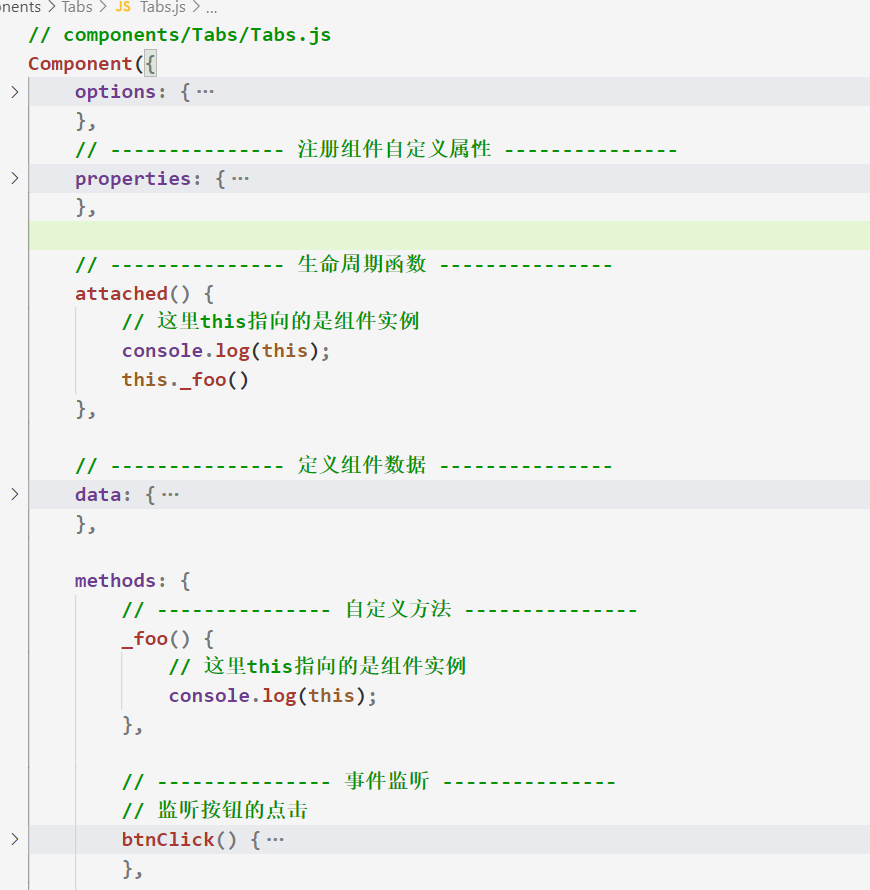 nents > Tabs > JS Tabs.js > ...
// components/Tabs/Tabs.js
Component({
options: {···
},
// --------------- 注册组件自定义属性 ---------------
properties: {···
},
// --------------- 生命周期函数 ---------------
attached() {
// 这里this指向的是组件实例
console.log(this);
this._foo()
},
// --------------- 定义组件数据 ---------------
data: {···
},
methods: {
// --------------- 自定义方法 ---------------
_foo() {
// 这里this指向的是组件实例
console.log(this);
},
// --------------- 事件监听 ---------------
// 监听按钮的点击
btnClick() {···
},